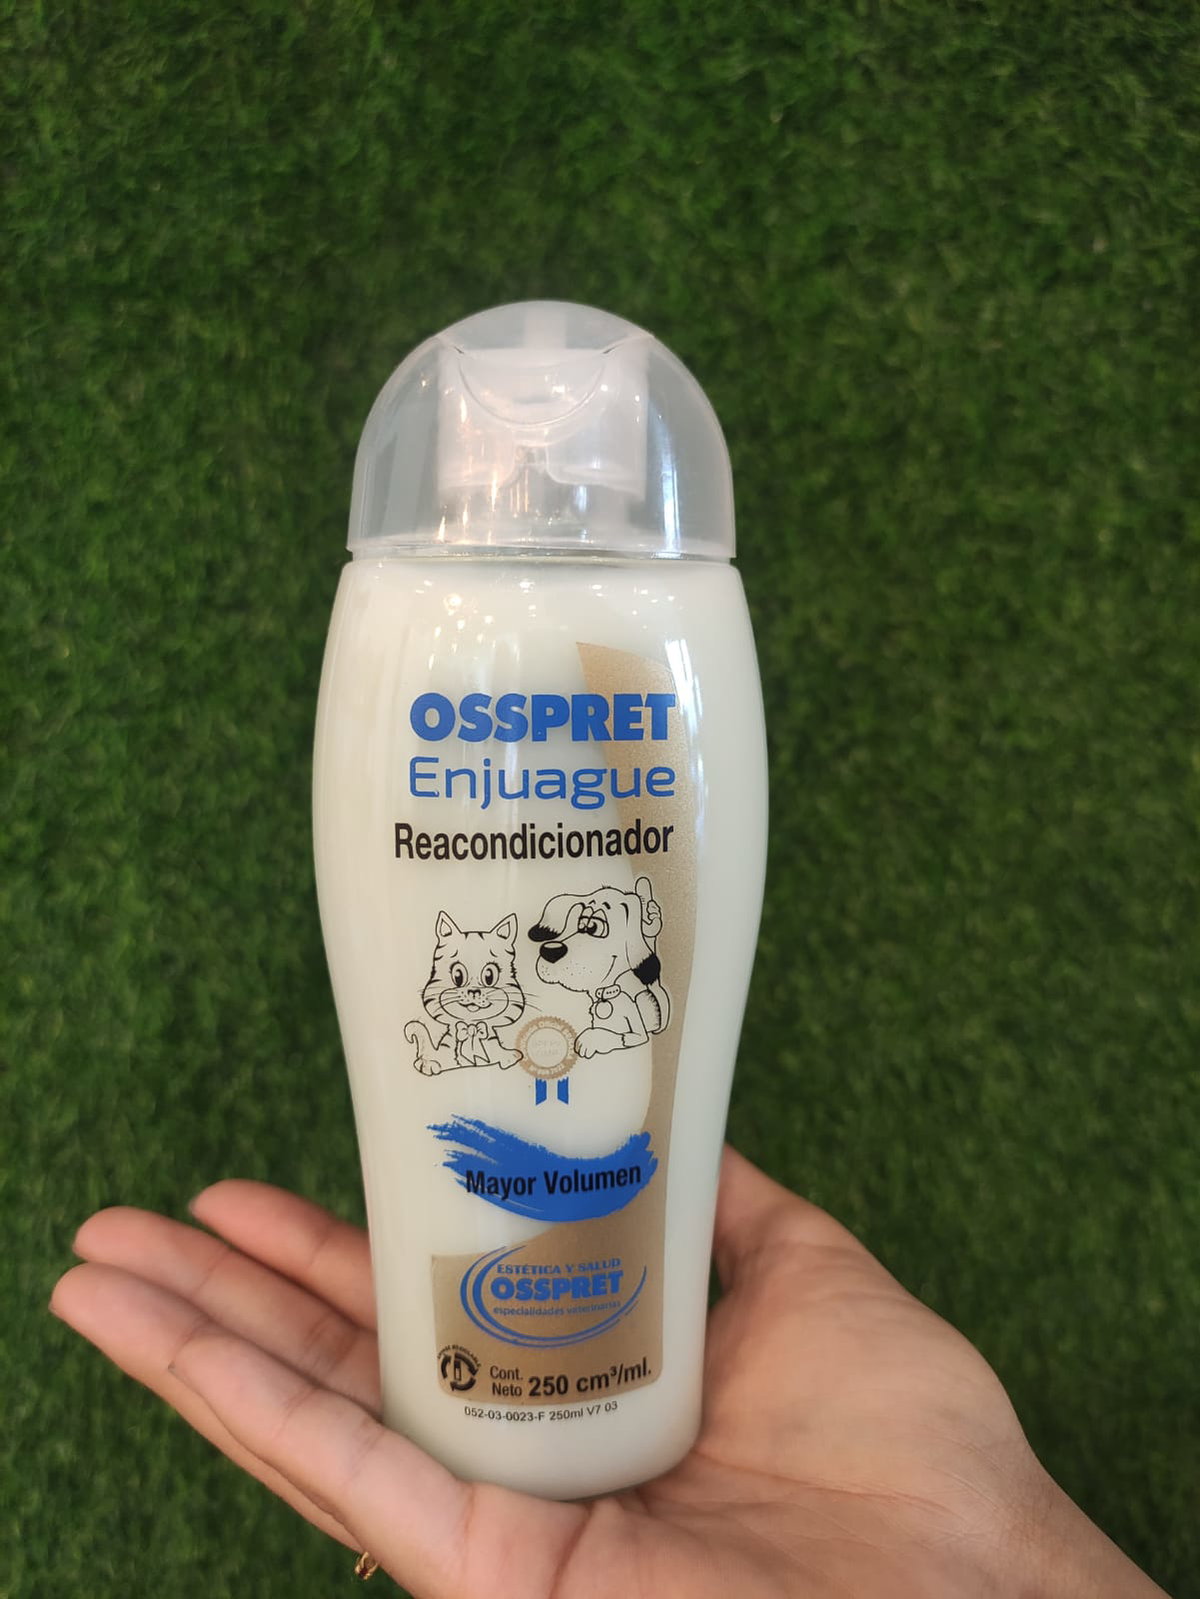 OSSPRET
Enjuague
Reacondicionador
Mayor Volumen
ESTÉTICA Y SALUD
OSSPRET
especialidades veterinarias
Cont.
Neto 250 cm³/ml.
052-03-0023-F 250ml V7 03